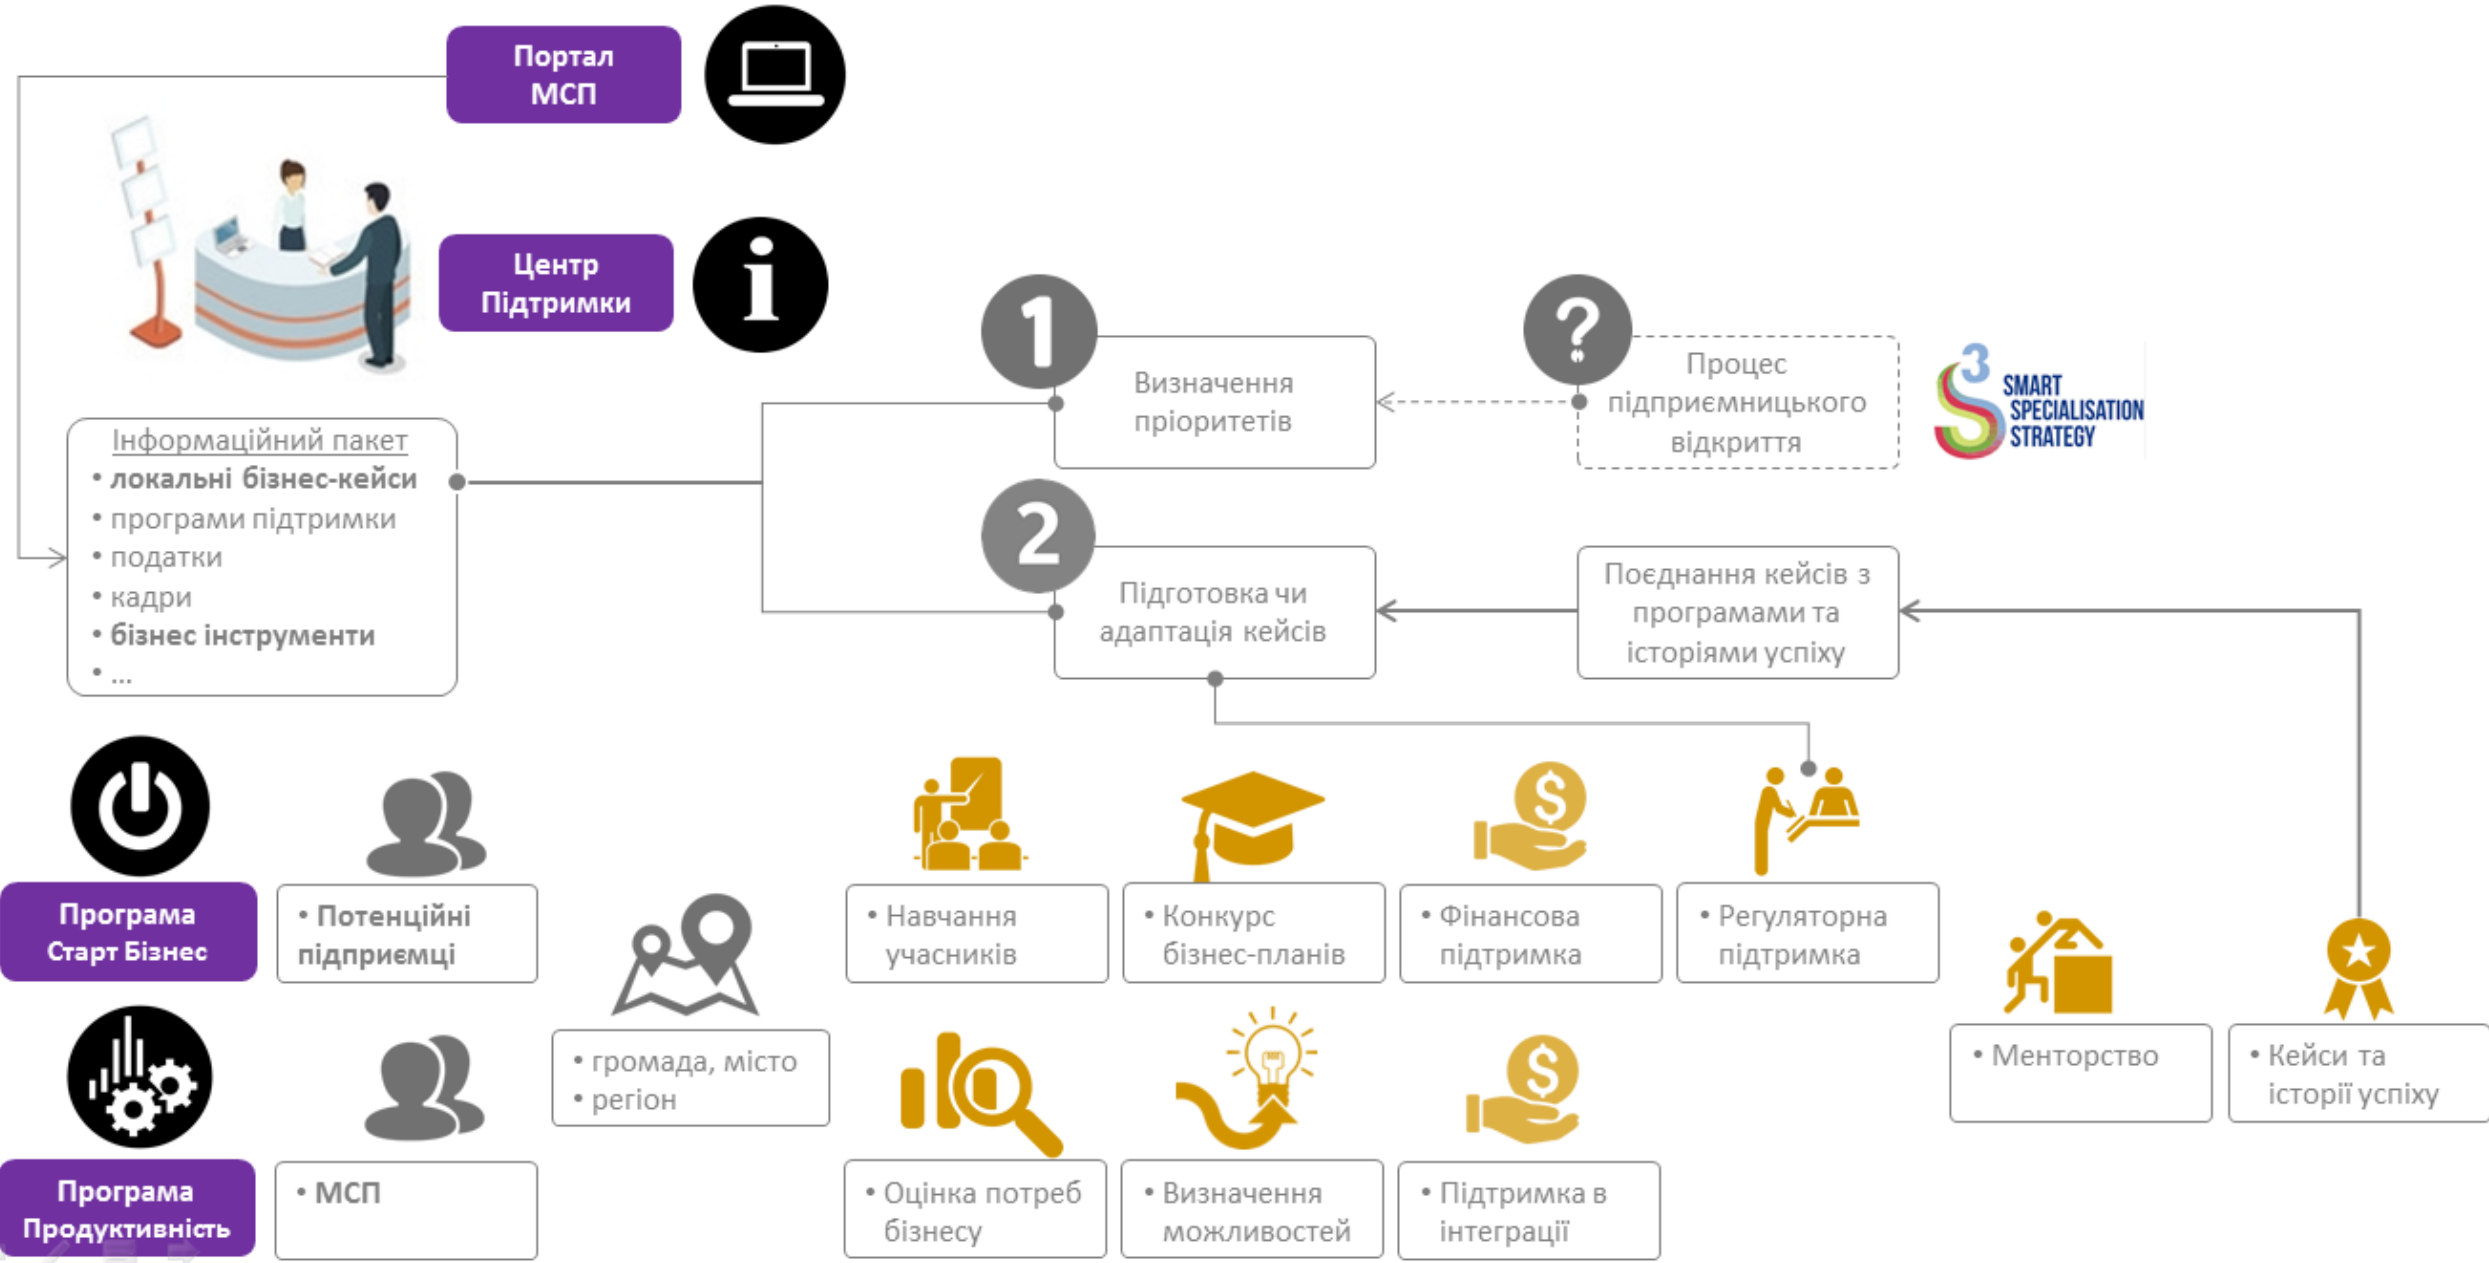 Портал
МСП
Центр
Підтримки
1
Визначення
пріоритетів
?
Процес
підприємницького
відкриття
S3
SMART
SPECIALISATION
STRATEGY
Інформаційний пакет
• локальні бізнес-кейси
• програми підтримки
• податки
• кадри
• бізнес інструменти
• ...
2
Підготовка чи
адаптація кейсів
Поєднання кейсів з
програмами та
історіями успіху
Програма
Старт Бізнес
• Потенційні
підприємці
• Навчання
учасників
• Конкурс
бізнес-планів
• Фінансова
підтримка
• Регуляторна
підтримка
• громада, місто
• регіон
• Менторство
• Кейси та
історії успіху
Програма
Продуктивність
• МСП
• Оцінка потреб
бізнесу
• Визначення
можливостей
• Підтримка в
інтеграції